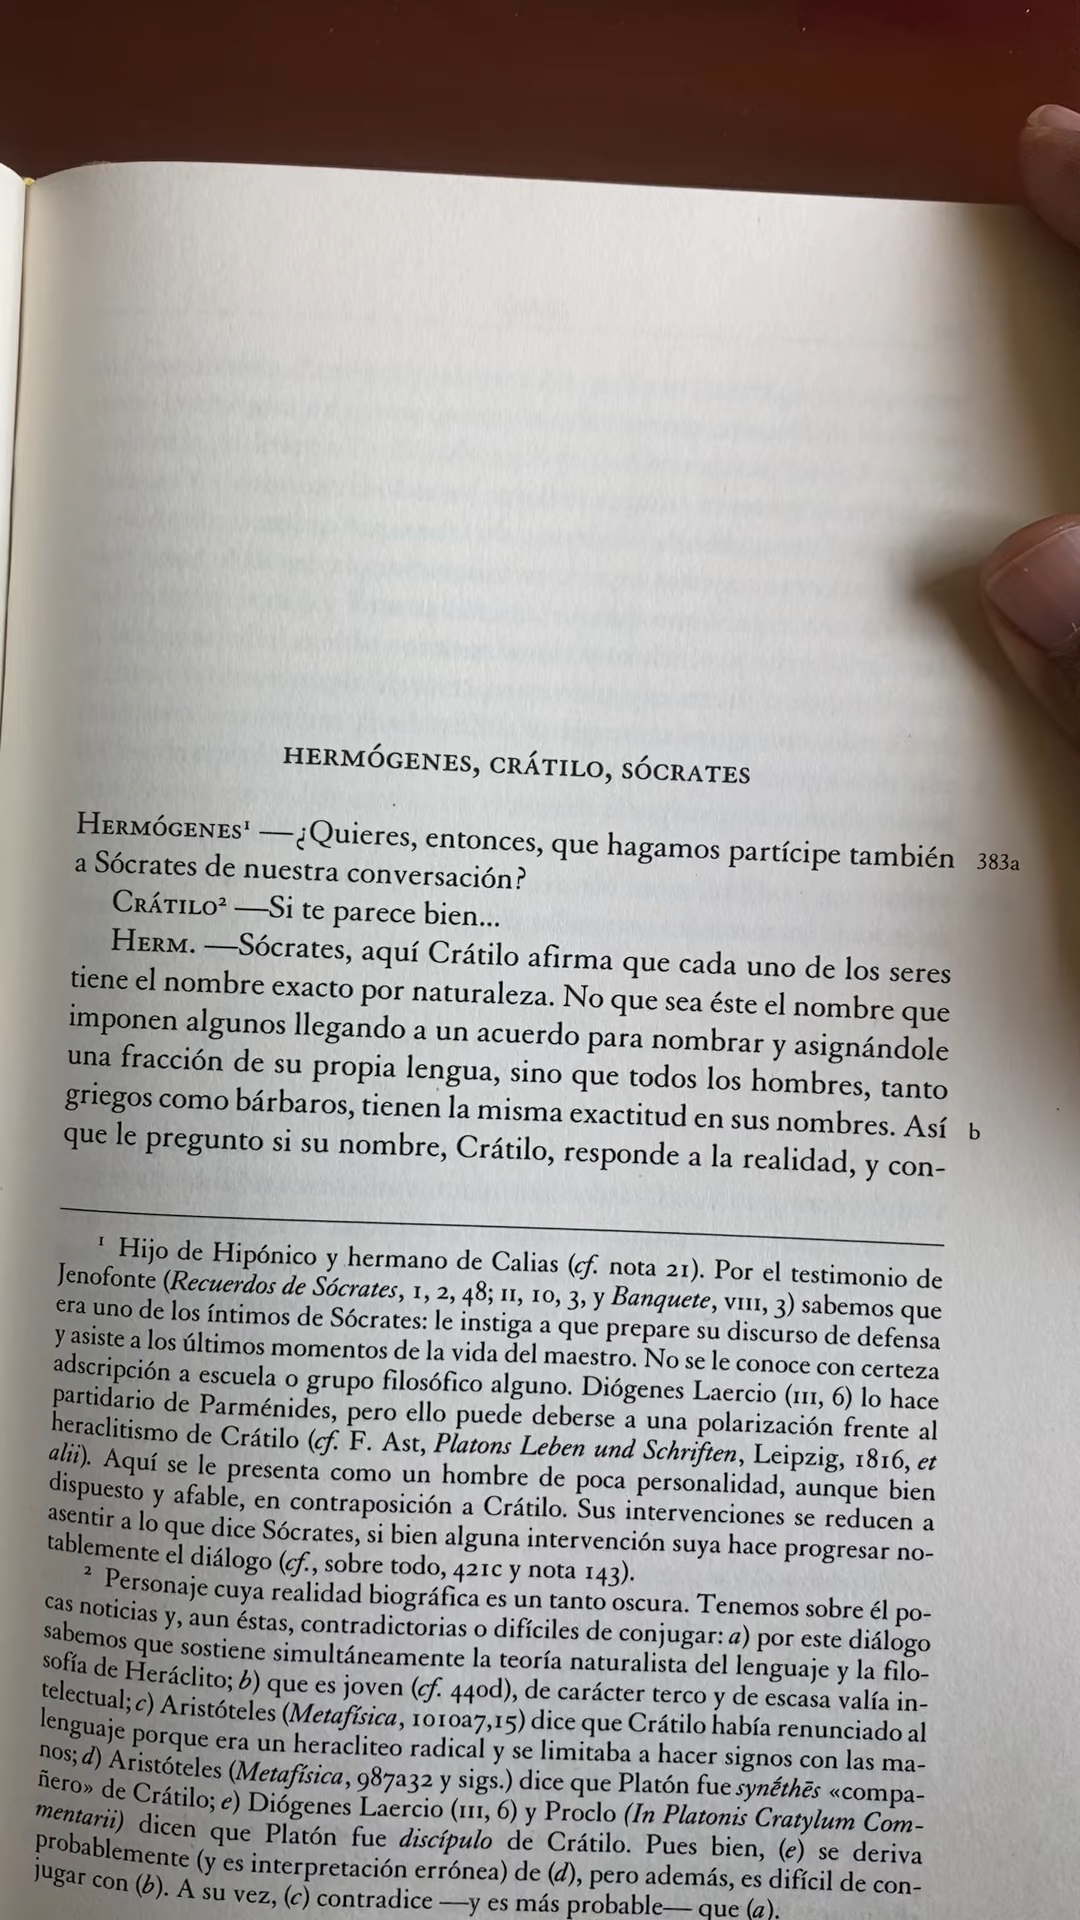 HERMÓGENES, CRÁTILO, SÓCRATES
HERMÓGENES¹ —¿Quieres, entonces, que hagamos partícipe también 383a
a Sócrates de nuestra conversación?
CRÁTILO² —Si te parece bien...
HERM. —Sócrates, aquí Crátilo afirma que cada uno de los seres
tiene el nombre exacto por naturaleza. No que sea éste el nombre que
imponen algunos llegando a un acuerdo para nombrar y asignándole
una fracción de su propia lengua, sino que todos los hombres, tanto
griegos como bárbaros, tienen la misma exactitud en sus nombres. Así b
que le pregunto si su nombre, Crátilo, responde a la realidad, y con-
¹ Hijo de Hipónico y hermano de Calias (cf. nota 21). Por el testimonio de
Jenofonte (Recuerdos de Sócrates, I, 2, 48; II, 10, 3, y Banquete, VIII, 3) sabemos que
era uno de los íntimos de Sócrates: le instiga a que prepare su discurso de defensa
y asiste a los últimos momentos de la vida del maestro. No se le conoce con certeza
adscripción a escuela o grupo filosófico alguno. Diógenes Laercio (III, 6) lo hace
partidario de Parménides, pero ello puede deberse a una polarización frente al
heraclitismo de Crátilo (cf. F. Ast, Platons Leben und Schriften, Leipzig, 1816, et
alii). Aquí se le presenta como un hombre de poca personalidad, aunque bien
dispuesto y afable, en contraposición a Crátilo. Sus intervenciones se reducen a
asentir a lo que dice Sócrates, si bien alguna intervención suya hace progresar no-
tablemente el diálogo (cf., sobre todo, 421c y nota 143).
² Personaje cuya realidad biográfica es un tanto oscura. Tenemos sobre él po-
cas noticias y, aun éstas, contradictorias o difíciles de conjugar: a) por este diálogo
sabemos que sostiene simultáneamente la teoría naturalista del lenguaje y la filo-
sofía de Heráclito; b) que es joven (cf. 440d), de carácter terco y de escasa valía in-
telectual; c) Aristóteles (Metafísica, 1010a7,15) dice que Crátilo había renunciado al
lenguaje porque era un heracliteo radical y se limitaba a hacer signos con las ma-
nos; d) Aristóteles (Metafísica, 987a32 y sigs.) dice que Platón fue synḗthēs «compa-
ñero» de Crátilo; e) Diógenes Laercio (III, 6) y Proclo (In Platonis Cratylum Com-
mentarii) dicen que Platón fue discípulo de Crátilo. Pues bien, (e) se deriva
probablemente (y es interpretación errónea) de (d), pero además, es difícil de con-
jugar con (b). A su vez, (c) contradice —y es más probable— que (a).